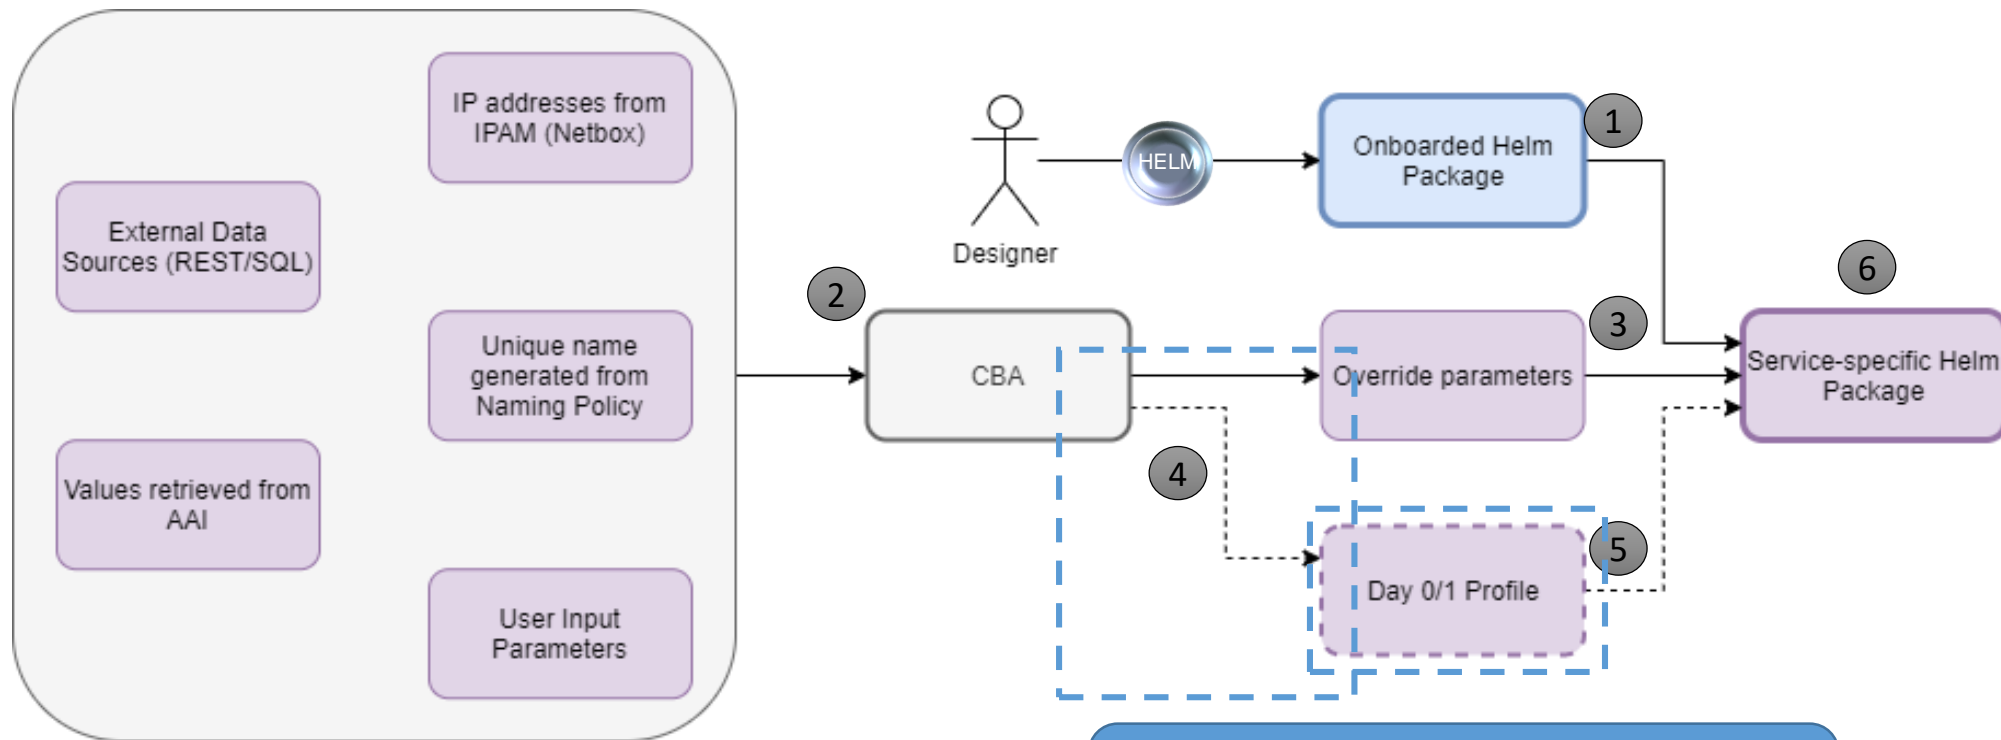 IP addresses from
IPAM (Netbox)
External Data
Sources (REST/SQL)
Unique name
generated from
Naming Policy
Values retrieved from
AAI
User Input
Parameters
Designer
HELM
Onboarded Helm
Package
1
2
CBA
Override parameters
3
4
Day 0/1 Profile
5
6
Service-specific Helm
Package